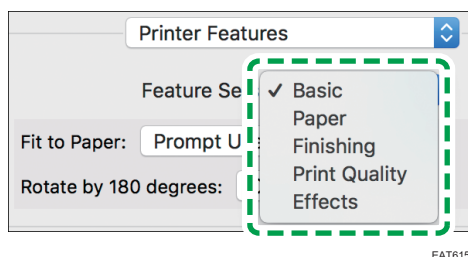 Printer Features
Feature Se
✓ Basic
Paper
Finishing
Print Quality
Effects
Fit to Paper: Prompt U
Rotate by 180 degrees:
EAT615